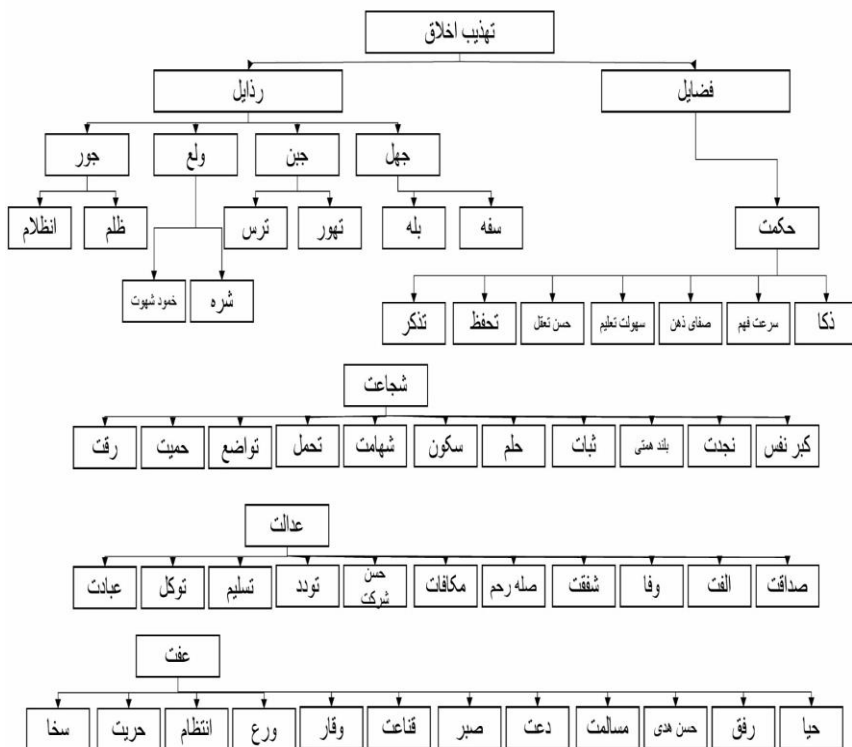 تهذیب اخلاق
فضایل
رذایل
جهل
جبن
ولع
جور
حکمت
سفه
بله
تهور
ترس
ظلم
انظلام
شره
خمود شهوت
ذکا
سرعت فهم
صفای ذهن
سهولت تعلیم
حسن تعقل
تحفظ
تذکر
شجاعت
کبر نفس
نجدت
بلند همتی
ثبات
حلم
سکون
شهامت
تحمل
تواضع
حمیت
رقت
عدالت
صداقت
الفت
وفا
شفقت
صله رحم
مکافات
حسن
شرکت
تودد
تسلیم
توکل
عبادت
عفت
حیا
رفق
حسن هدی
مسالمت
دعت
صبر
قناعت
وقار
ورع
انتظام
حریت
سخا